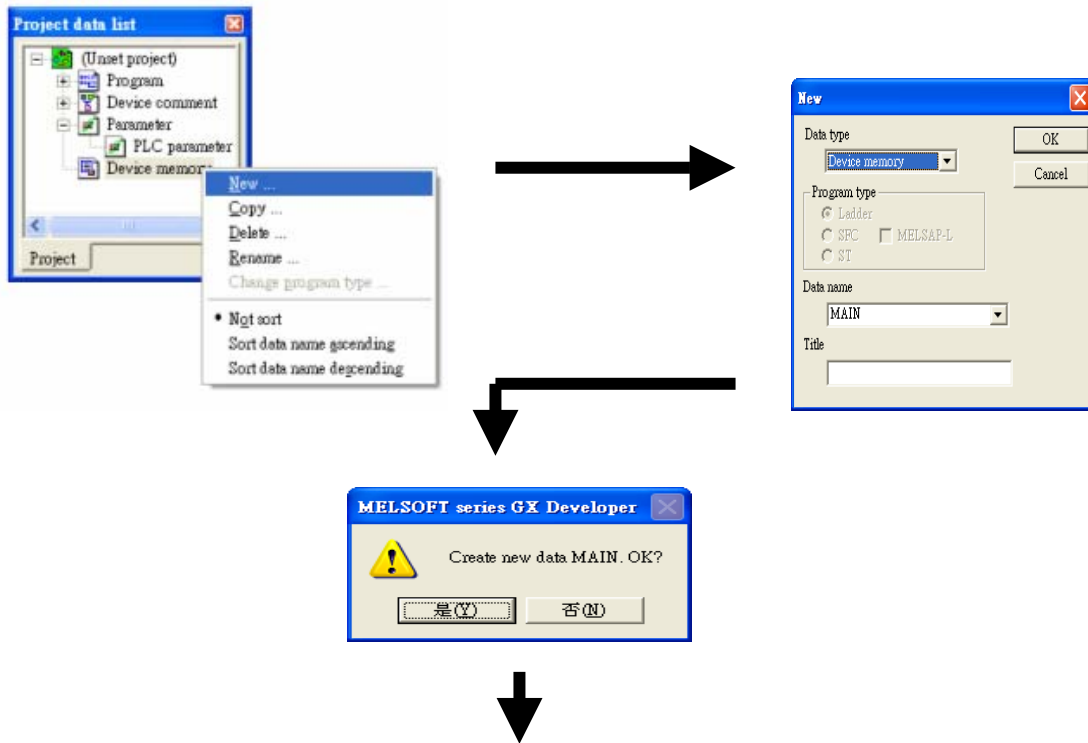 Project data list
(Unset project)
Program
Device comment
Parameter
PLC parameter
Device memory
New ...
Copy ...
Delete ...
Rename ...
Change program type ...
Not sort
Sort data name ascending
Sort data name descending
Project
New
Data type
Device memory
OK
Cancel
Program type
Ladder
SFC
MELSAP-L
ST
Data name
MAIN
Title
MELSOFT series GX Developer
Create new data MAIN. OK?
是(Y)
否(N)